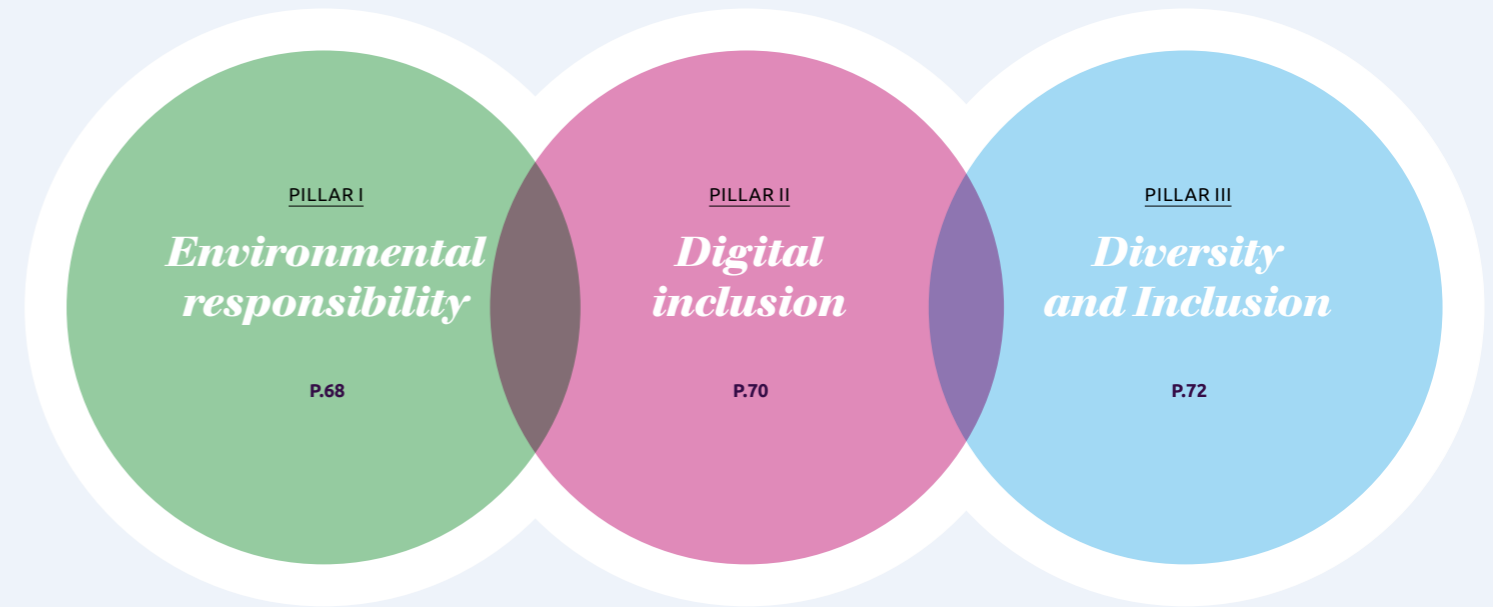 PILLAR I
Environmental
responsibility
P.68
PILLAR II
Digital
inclusion
P.70
PILLAR III
Diversity
and Inclusion
P.72